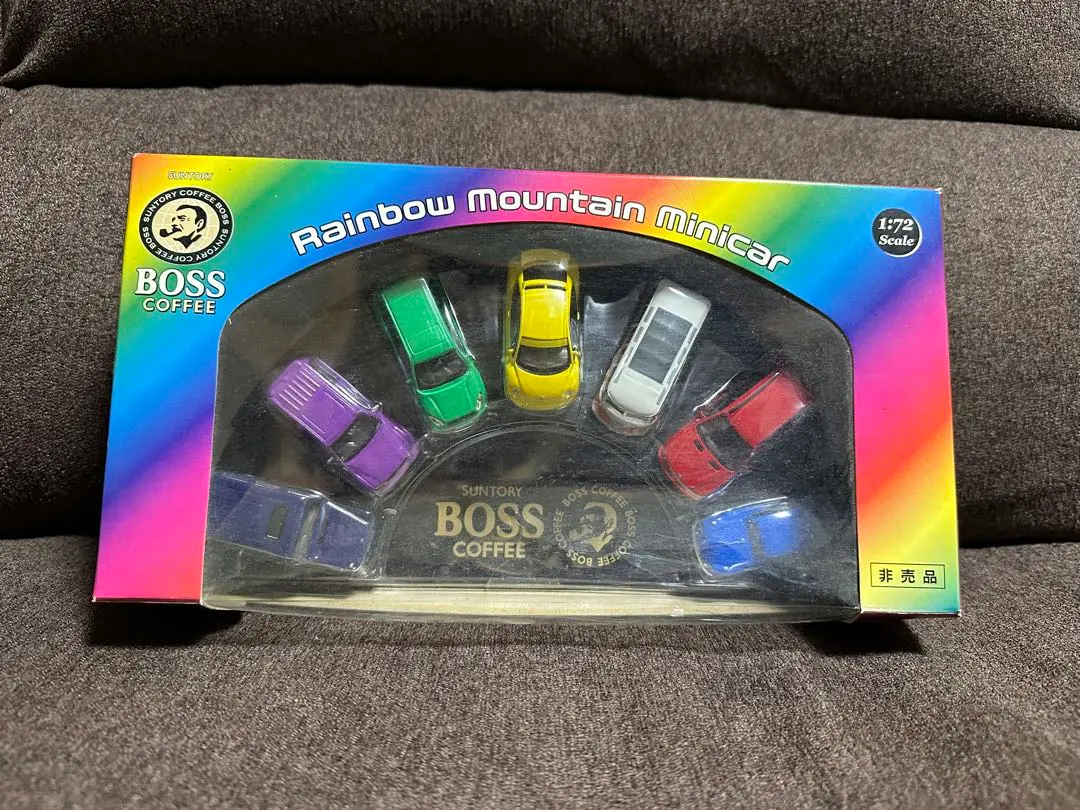 SUNTORY
SUNTORY COFFEE BOSS SUNTORY COFFEE BOSS
BOSS
COFFEE
Rainbow Mountain Minicar
1:72
Scale
SUNTORY
BOSS
COFFEE
BOSS COFFEE BOSS COFFEE BOSS COFFEE
非売品